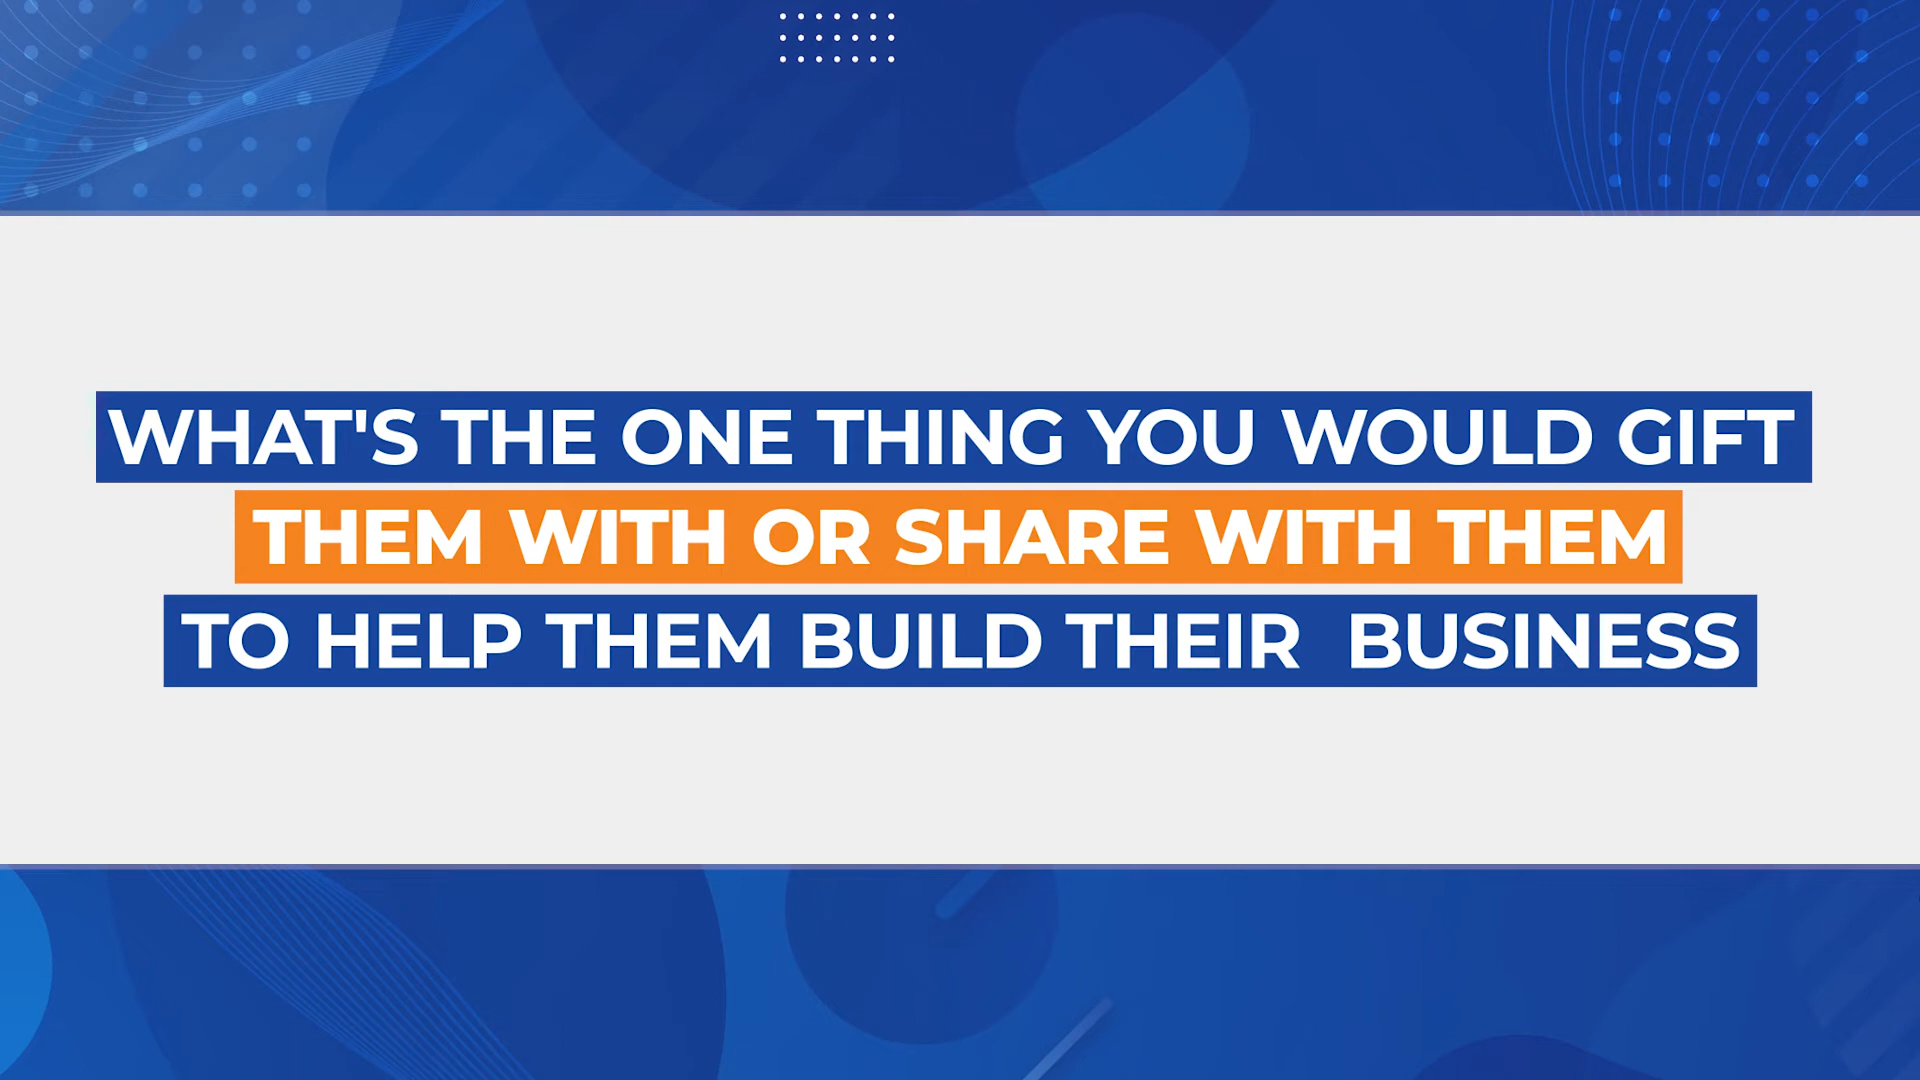 WHAT'S THE ONE THING YOU WOULD GIFT
THEM WITH OR SHARE WITH THEM
TO HELP THEM BUILD THEIR  BUSINESS